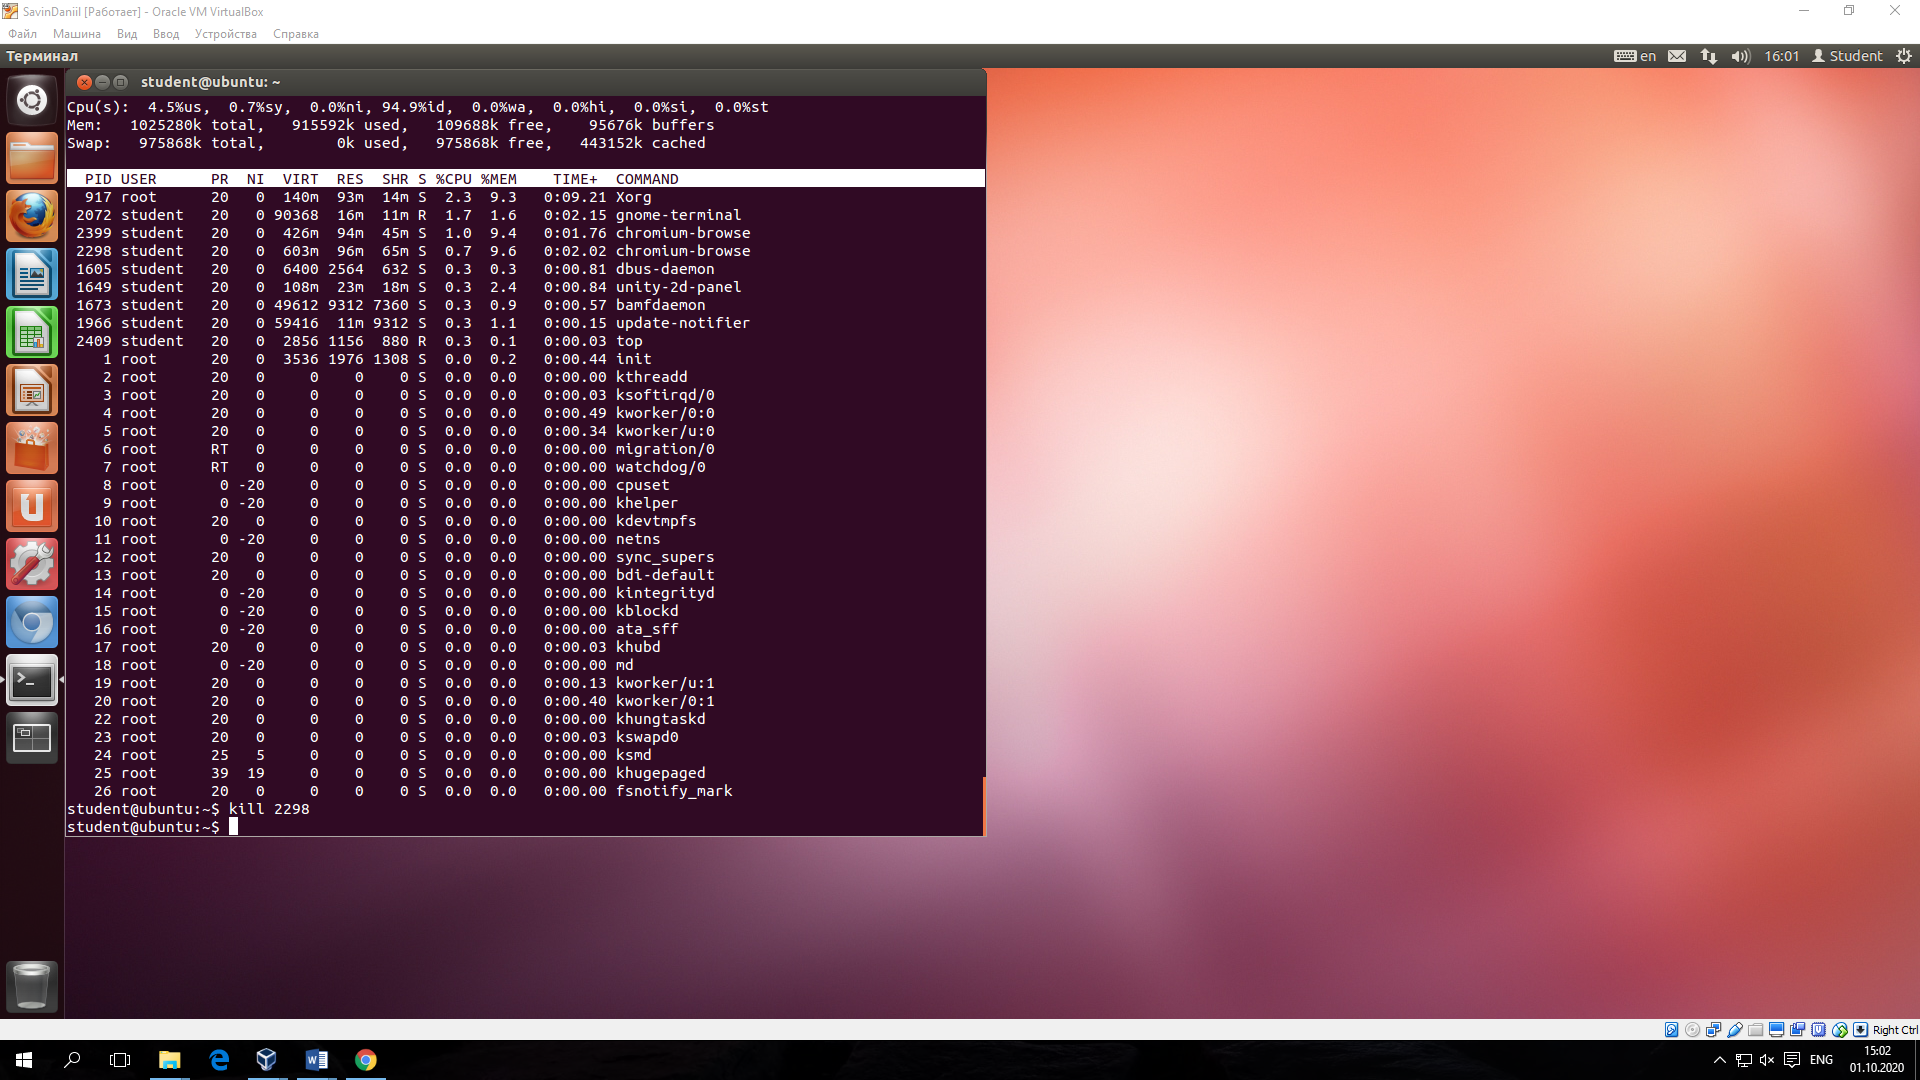 SavinDaniil [Работает] - Oracle VM VirtualBox
Файл Машина Вид Ввод Устройства Справка
Терминал en 16:01 Student
student@ubuntu: ~
Cpu(s):  4.5%us,  0.7%sy,  0.0%ni, 94.9%id,  0.0%wa,  0.0%hi,  0.0%si,  0.0%st
Mem:   1025280k total,   915592k used,   109688k free,    95676k buffers
Swap:   975868k total,        0k used,   975868k free,   443152k cached
PID USER      PR  NI  VIRT  RES  SHR S %CPU %MEM    TIME+  COMMAND
917 root      20   0  140m  93m  14m S  2.3  9.3   0:09.21 Xorg
2072 student   20   0 90368  16m  11m R  1.7  1.6   0:02.15 gnome-terminal
2399 student   20   0  426m  94m  45m S  1.0  9.4   0:01.76 chromium-browse
2298 student   20   0  603m  96m  65m S  0.7  9.6   0:02.02 chromium-browse
1605 student   20   0  6400 2564  632 S  0.3  0.3   0:00.81 dbus-daemon
1649 student   20   0  108m  23m  18m S  0.3  2.4   0:00.84 unity-2d-panel
1673 student   20   0 49612 9312 7360 S  0.3  0.9   0:00.57 bamfdaemon
1966 student   20   0 59416  11m 9312 S  0.3  1.1   0:00.15 update-notifier
2409 student   20   0  2856 1156  880 R  0.3  0.1   0:00.03 top
1 root      20   0  3536 1976 1308 S  0.0  0.2   0:00.44 init
2 root      20   0     0    0    0 S  0.0  0.0   0:00.00 kthreadd
3 root      20   0     0    0    0 S  0.0  0.0   0:00.03 ksoftirqd/0
4 root      20   0     0    0    0 S  0.0  0.0   0:00.49 kworker/0:0
5 root      20   0     0    0    0 S  0.0  0.0   0:00.34 kworker/u:0
6 root      RT   0     0    0    0 S  0.0  0.0   0:00.00 migration/0
7 root      RT   0     0    0    0 S  0.0  0.0   0:00.00 watchdog/0
8 root       0 -20     0    0    0 S  0.0  0.0   0:00.00 cpuset
9 root       0 -20     0    0    0 S  0.0  0.0   0:00.00 khelper
10 root      20   0     0    0    0 S  0.0  0.0   0:00.00 kdevtmpfs
11 root       0 -20     0    0    0 S  0.0  0.0   0:00.00 netns
12 root      20   0     0    0    0 S  0.0  0.0   0:00.00 sync_supers
13 root      20   0     0    0    0 S  0.0  0.0   0:00.00 bdi-default
14 root       0 -20     0    0    0 S  0.0  0.0   0:00.00 kintegrityd
15 root       0 -20     0    0    0 S  0.0  0.0   0:00.00 kblockd
16 root       0 -20     0    0    0 S  0.0  0.0   0:00.00 ata_sff
17 root      20   0     0    0    0 S  0.0  0.0   0:00.03 khubd
18 root       0 -20     0    0    0 S  0.0  0.0   0:00.00 md
19 root      20   0     0    0    0 S  0.0  0.0   0:00.13 kworker/u:1
20 root      20   0     0    0    0 S  0.0  0.0   0:00.40 kworker/0:1
22 root      20   0     0    0    0 S  0.0  0.0   0:00.00 khungtaskd
23 root      20   0     0    0    0 S  0.0  0.0   0:00.03 kswapd0
24 root      25   5     0    0    0 S  0.0  0.0   0:00.00 ksmd
25 root      39  19     0    0    0 S  0.0  0.0   0:00.00 khugepaged
26 root      20   0     0    0    0 S  0.0  0.0   0:00.00 fsnotify_mark
student@ubuntu:~$ kill 2298
student@ubuntu:~$
Right Ctrl
ENG
15:02
01.10.2020